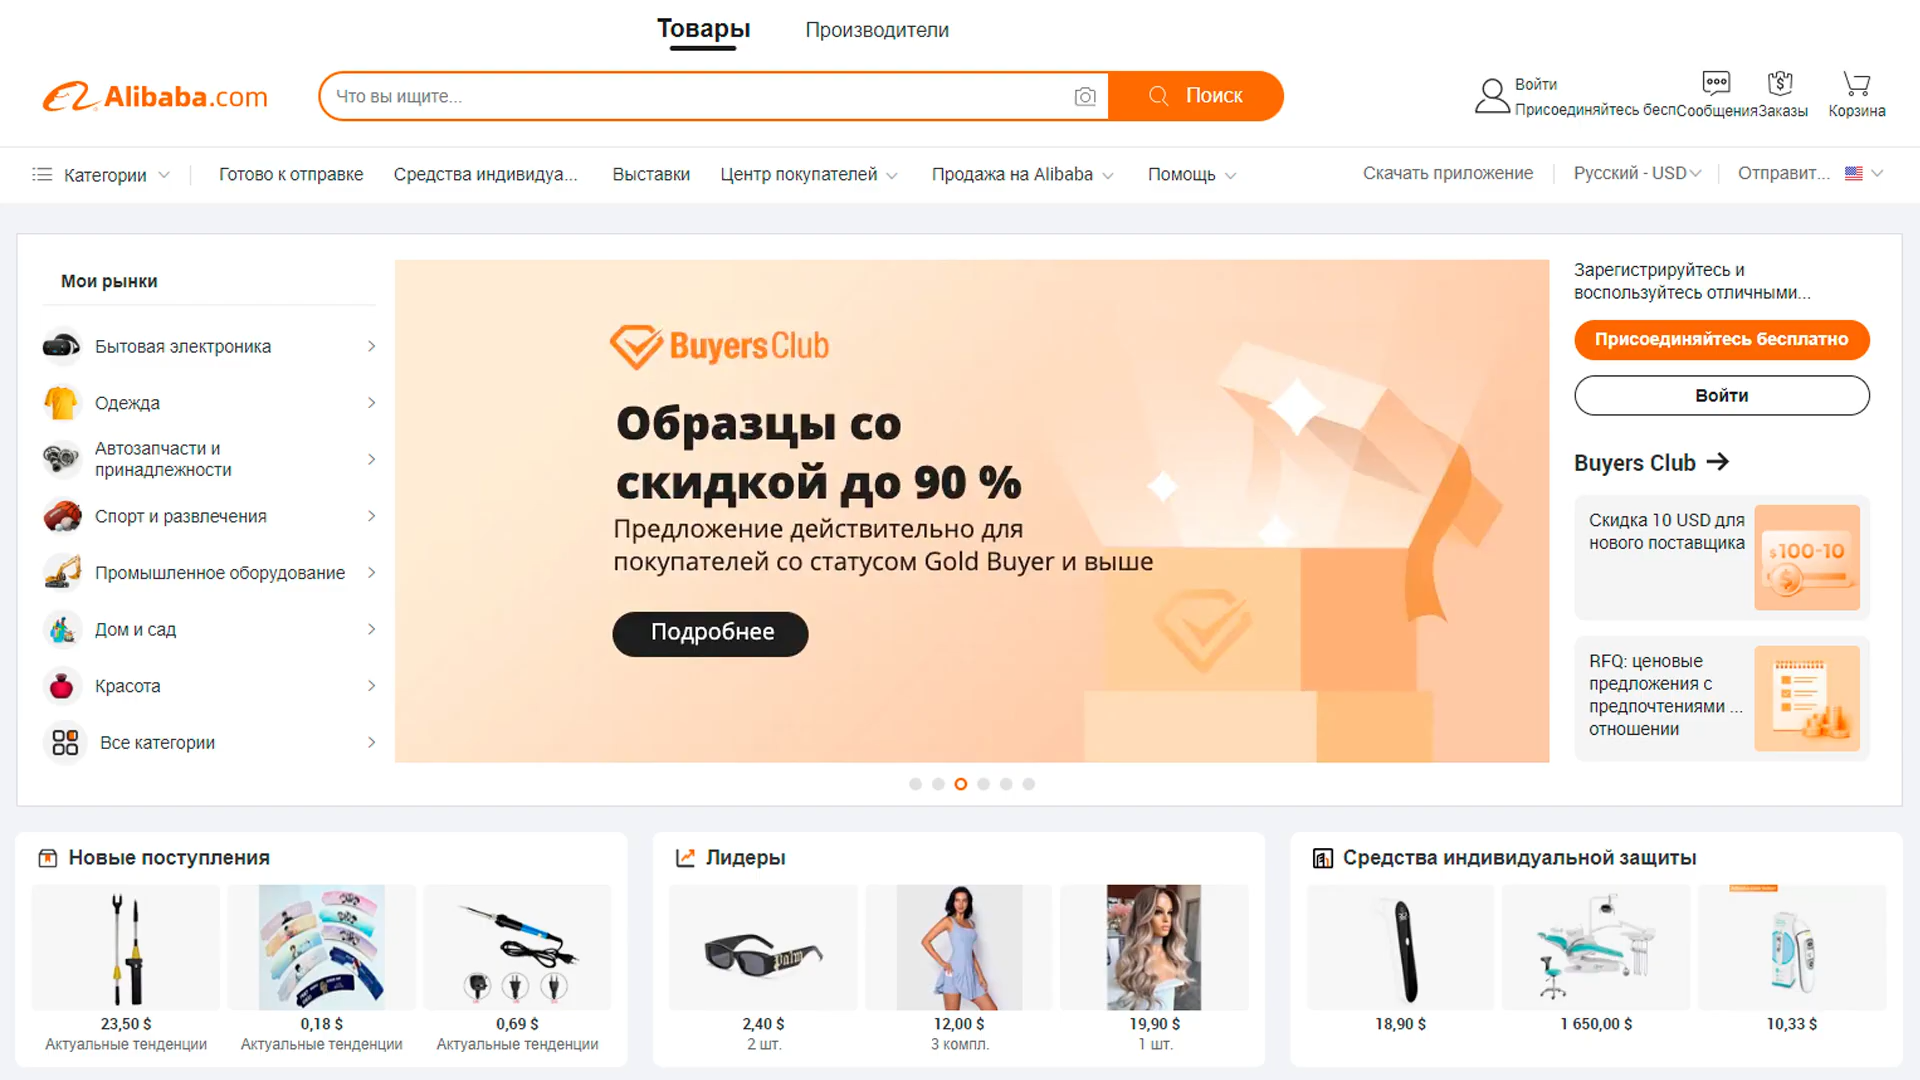 Товары
Производители
Alibaba.com
Что вы ищите...
Поиск
Войти
Присоединяйтесь бесп
Сообщения
Заказы
Корзина
Категории
Готово к отправке
Средства индивидуа...
Выставки
Центр покупателей
Продажа на Alibaba
Помощь
Скачать приложение
Русский - USD
Отправит...
Мои рынки
Бытовая электроника
Одежда
Автозапчасти и
принадлежности
Спорт и развлечения
Промышленное оборудование
Дом и сад
Красота
Все категории
Buyers Club
Образцы со
скидкой до 90 %
Предложение действительно для
покупателей со статусом Gold Buyer и выше
Подробнее
Зарегистрируйтесь и
воспользуйтесь отличными...
Присоединяйтесь бесплатно
Войти
Buyers Club
Скидка 10 USD для
нового поставщика
$100-10
RFQ: ценовые
предложения с
предпочтениями ...
отношении
Новые поступления
23,50 $
Актуальные тенденции
0,18 $
Актуальные тенденции
0,69 $
Актуальные тенденции
Лидеры
Palm
2,40 $
2 шт.
12,00 $
3 компл.
19,90 $
1 шт.
Средства индивидуальной защиты
18,90 $
1 650,00 $
10,33 $